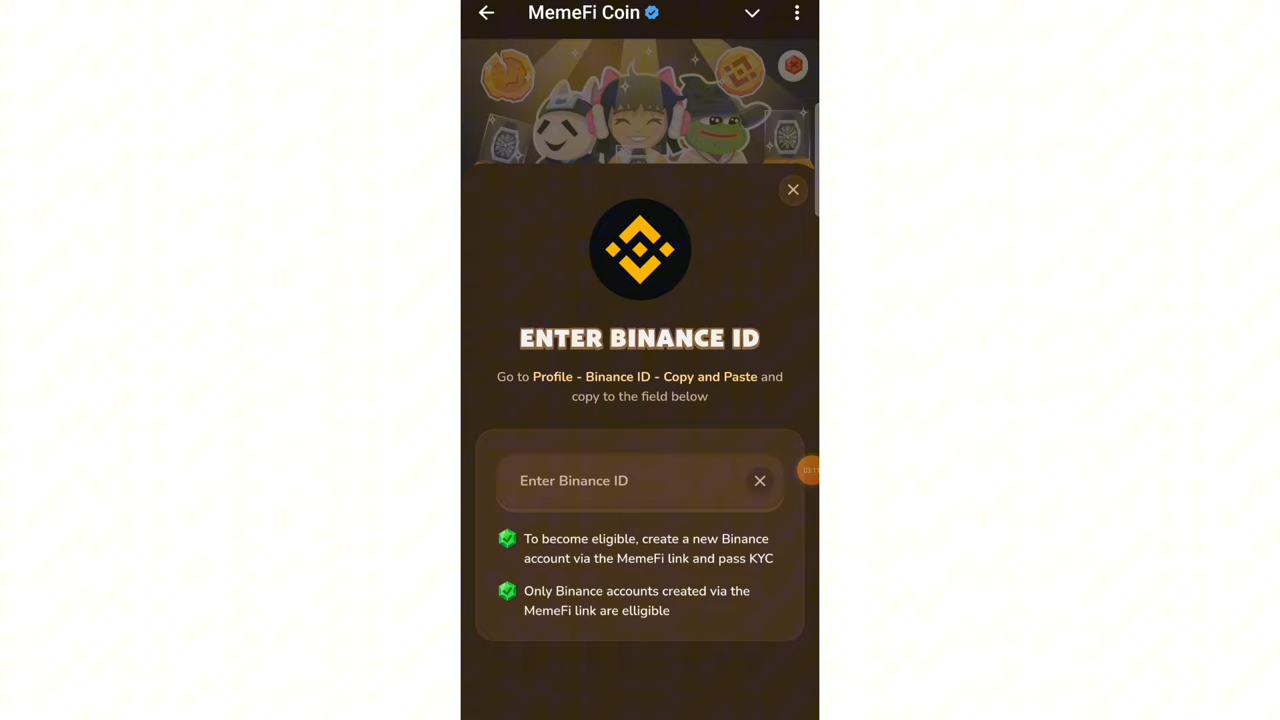 MemeFi Coin
ENTER BINANCE ID
Go to Profile - Binance ID - Copy and Paste and
copy to the field below
Enter Binance ID
To become eligible, create a new Binance
account via the MemeFi link and pass KYC
Only Binance accounts created via the
MemeFi link are elligible